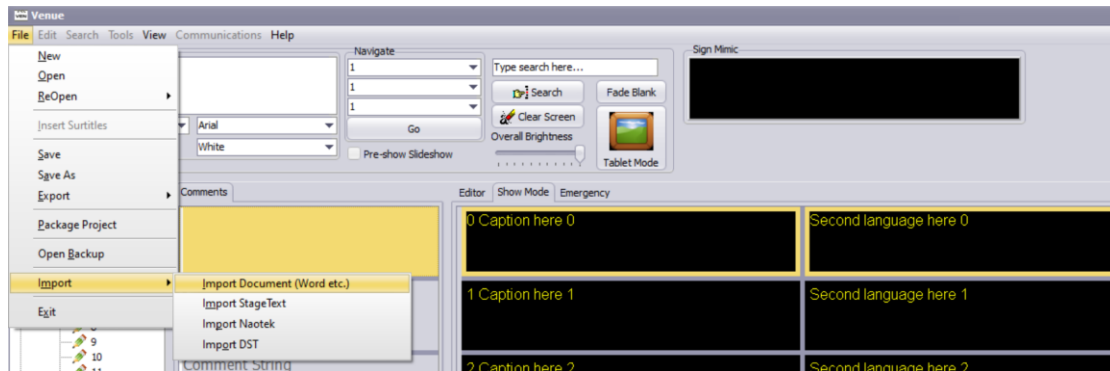 Venue
File Edit Search Tools View Communications Help
New
Open
ReOpen
Insert Surtitles
Save
Save As
Export
Package Project
Open Backup
Import
Exit
Import Document (Word etc.)
Import StageText
Import Naotek
Import DST
9
10
Arial
White
Navigate
1
1
1
Go
Pre-show Slideshow
Type search here...
Search
Clear Screen
Overall Brightness
Fade Blank
Tablet Mode
Sign Mimic
Comments
Comment String
Editor Show Mode Emergency
0 Caption here 0
Second language here 0
1 Caption here 1
Second language here 1
2 Caption here 2
Second language here 2